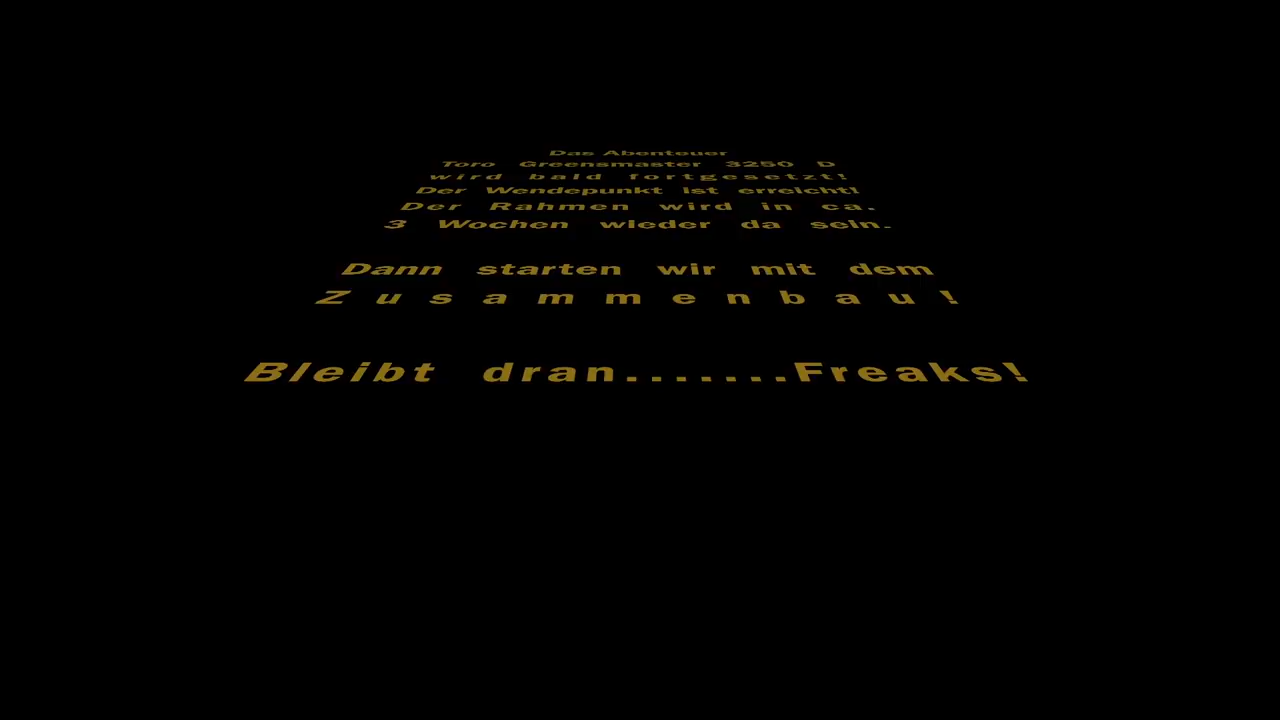 Das Abenteuer
Toro Greensmaster 3250 D
wird bald fortgesetzt!
Der Wendepunkt ist erreicht!
Der Rahmen wird in ca.
3 Wochen wieder da sein.
Dann starten wir mit dem
Zusammenbau!
Bleibt dran.......Freaks!